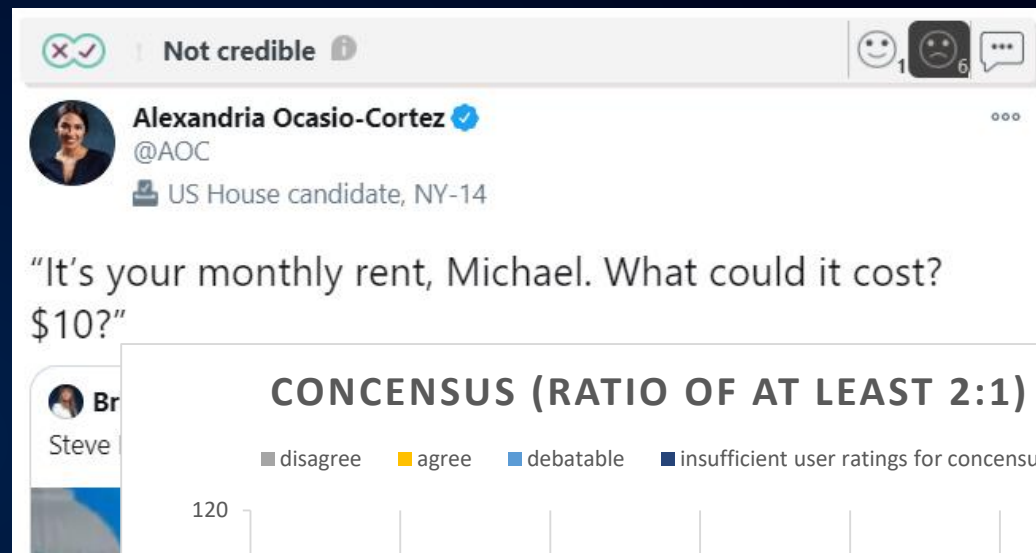 Not credible
1
6
Alexandria Ocasio-Cortez
@AOC
US House candidate, NY-14
“It’s your monthly rent, Michael. What could it cost?
$10?”
Br
Steve
CONCENSUS (RATIO OF AT LEAST 2:1)
disagree agree debatable insufficient user ratings for concensu
120